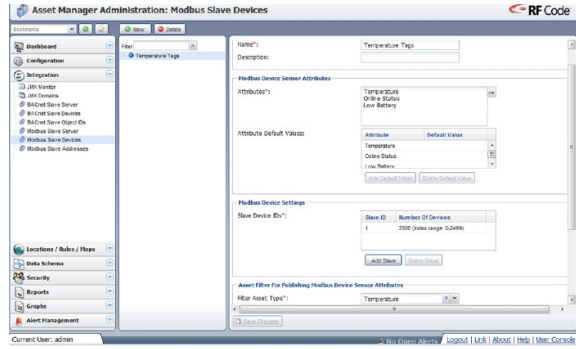 Asset Manager Administration: Modbus Slave Devices
RF Code
Bookmarks
New
Delete
Dashboard
Configuration
Integration
JMX Monitor
JMX Domains
BACnet Slave Server
BACnet Slave Devices
BACnet Slave Object IDs
Modbus Slave Server
Modbus Slave Devices
Modbus Slave Addresses
Locations / Rules / Maps
Data Schema
Security
Reports
Graphs
Alert Management
Filter
Temperature Tags
Name*:
Temperature Tags
Description:
Modbus Device Sensor Attributes
Attributes*:
Temperature
Online Status
Low Battery
Attribute Default Values:
Attribute
Default Value
Temperature
Online Status
Low Battery
Add Default Value
Delete Default Value
Modbus Device Settings
Slave Device IDs*:
Slave ID
Number Of Devices
1
2500 (index range: 0-2499)
Add Slave
Delete Slave
Asset Filter For Publishing Modbus Device Sensor Attributes
Filter Asset Type*:
Temperature
Save Changes
Current User: admin
No Open Alerts
Logout | Link | About | Help | User Console